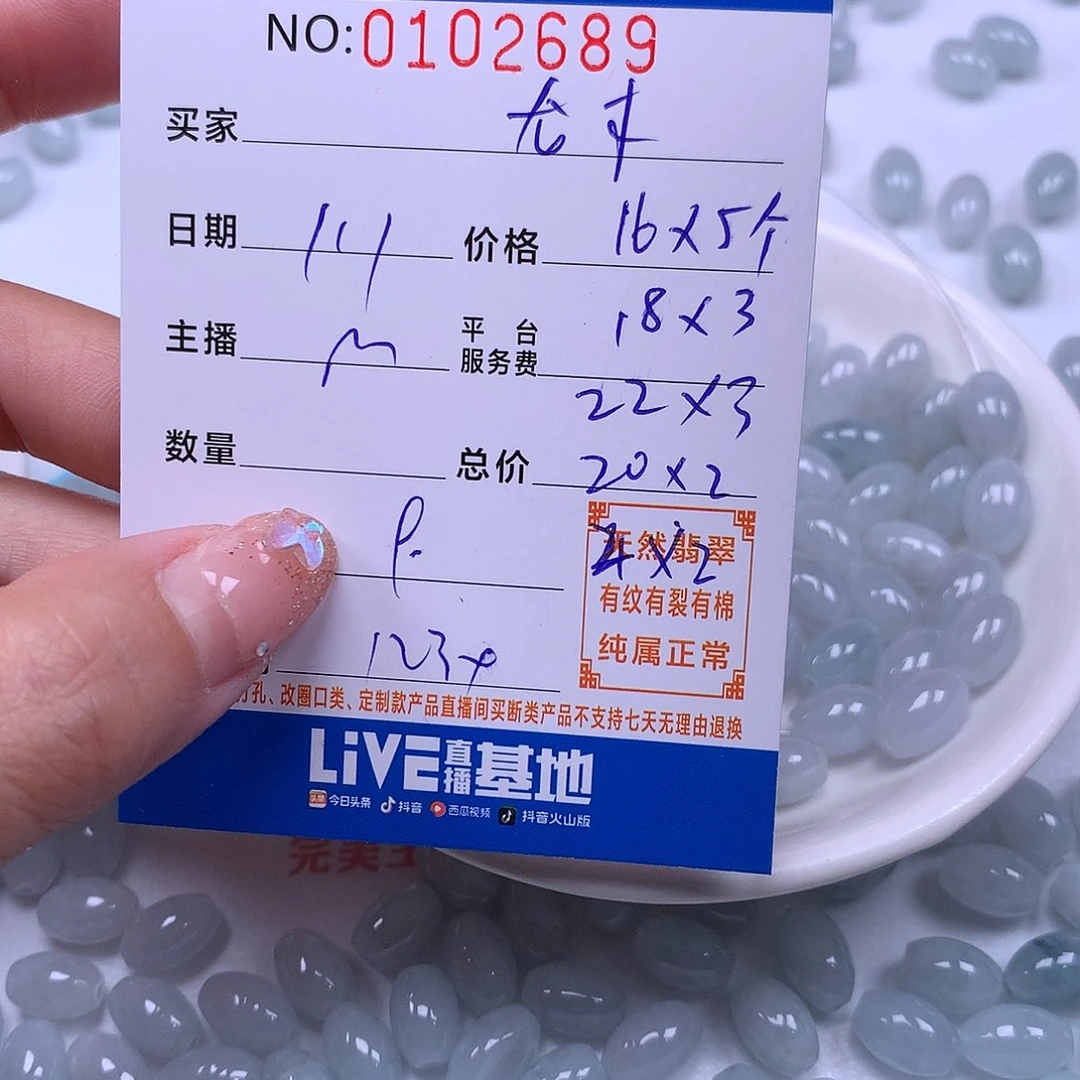 NO:0102689
买家
日期 价格 16×5个
主播 平台服务费 18×3
22×3
数量 总价 20×2
P.
×2
天然翡翠
有纹有裂有棉
纯属正常
打孔、改圈口类、定制款产品直播间买断类产品不支持七天无理由退换
LiVE直播基地
今日头条 抖音 西瓜视频 抖音火山版